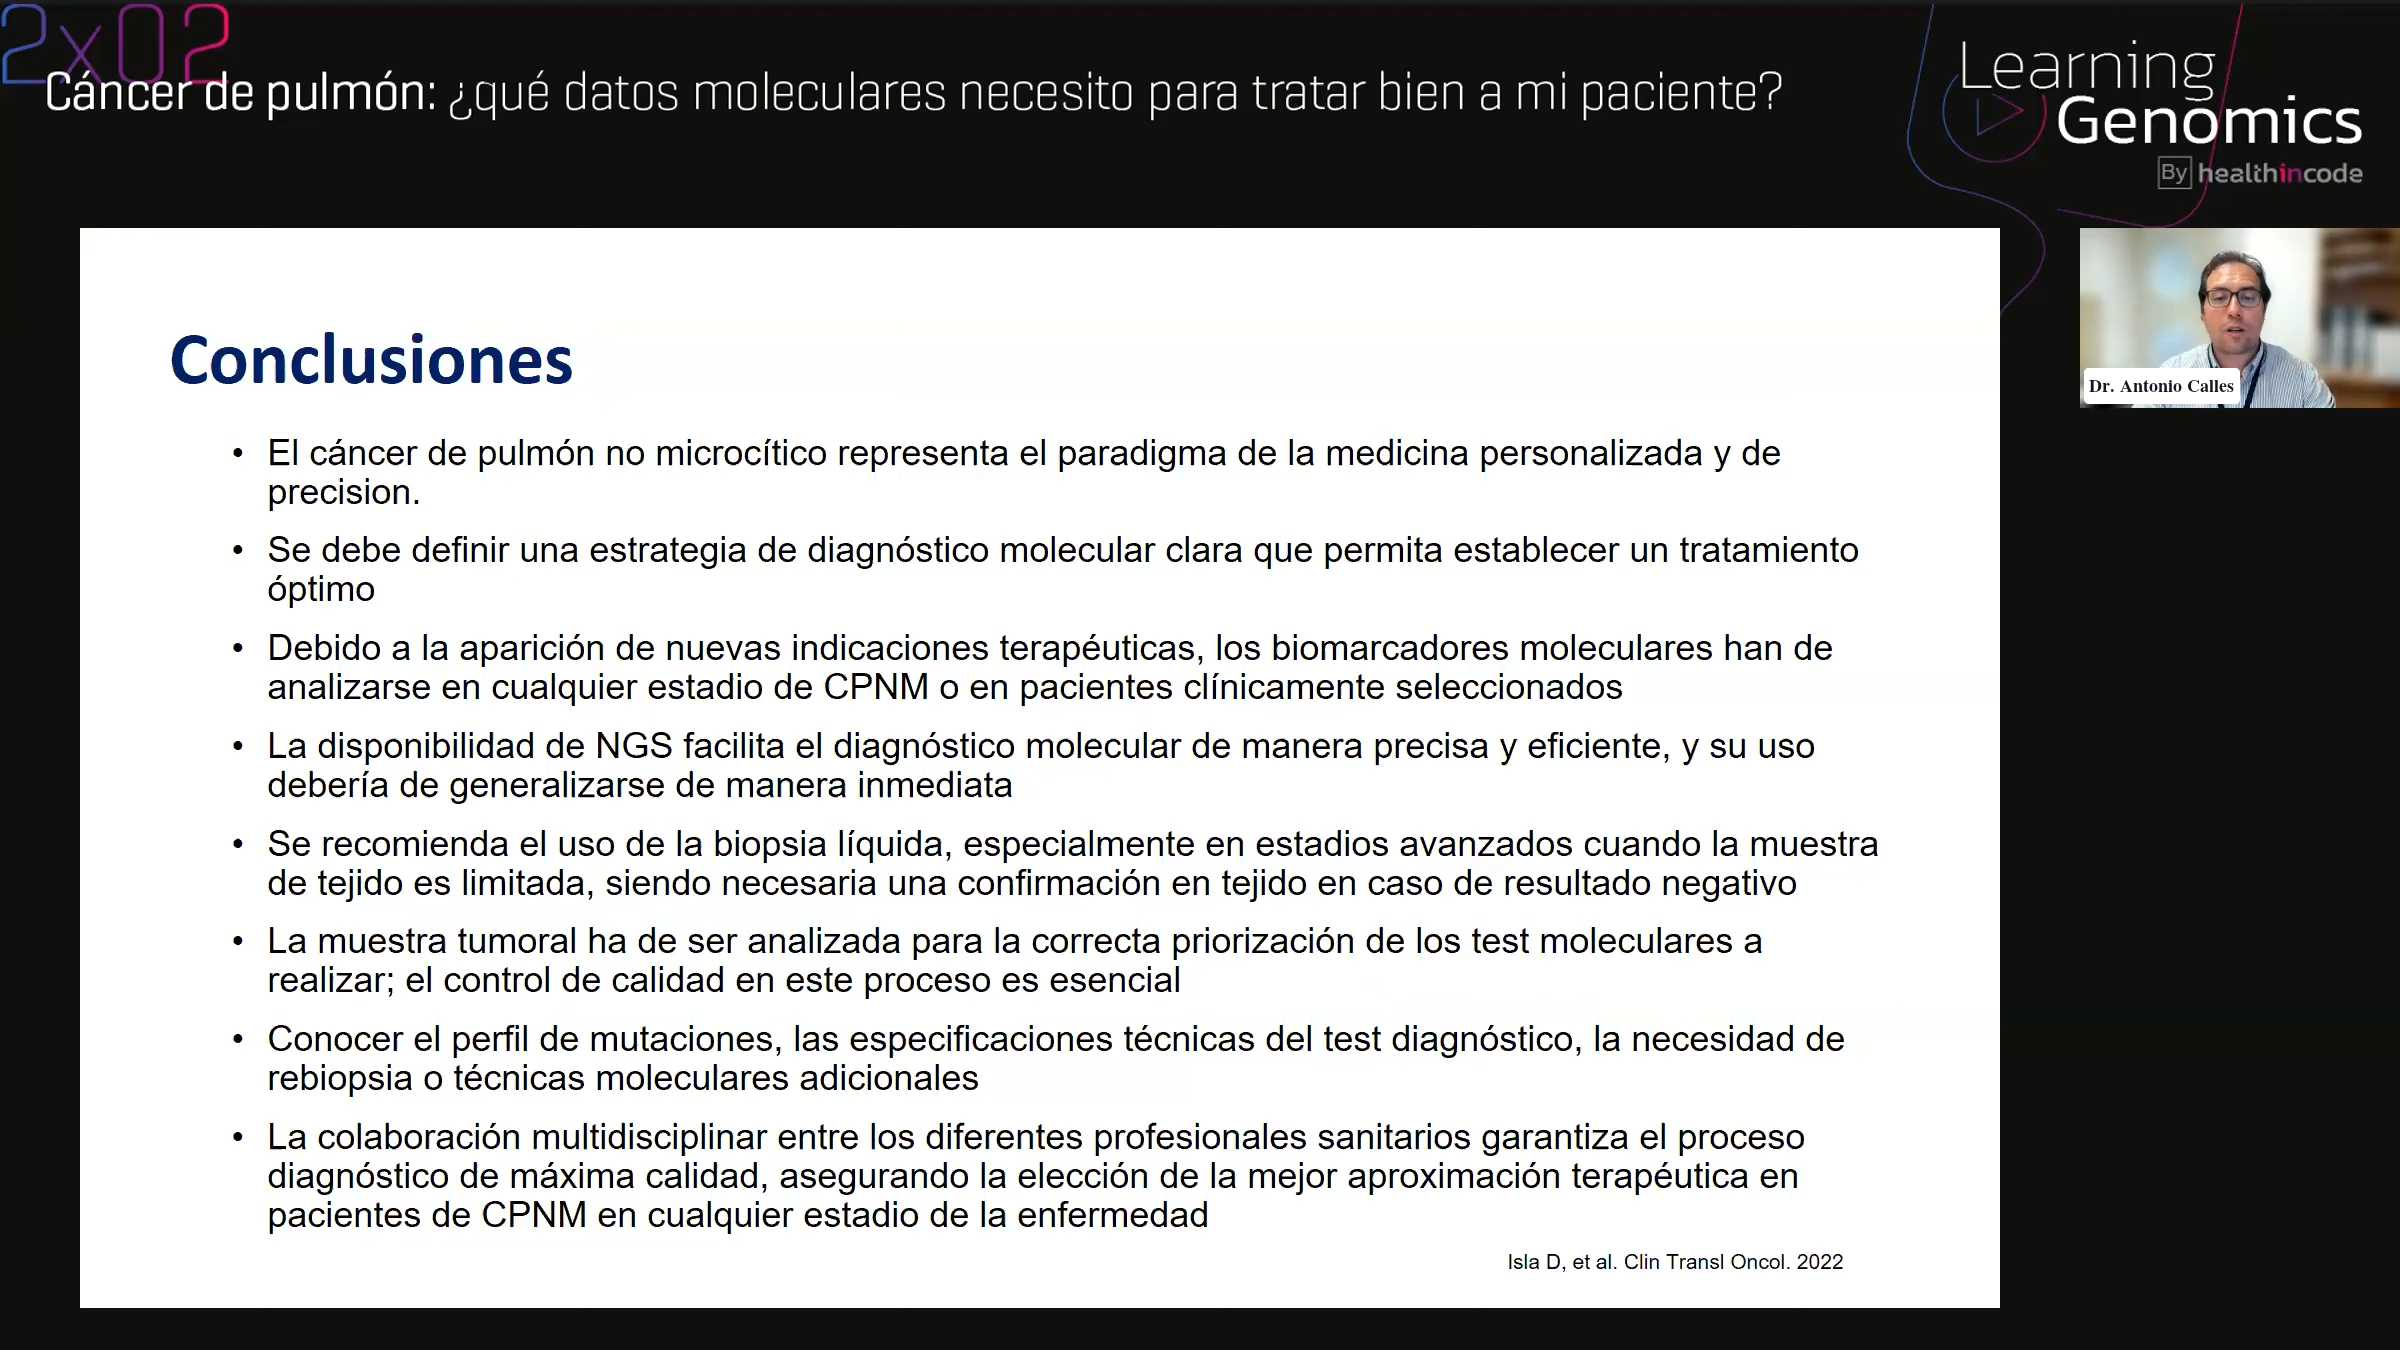 2x02
Cáncer de pulmón: ¿qué datos moleculares necesito para tratar bien a mi paciente?
Learning
Genomics
By healthincode
Dr. Antonio Calles
Conclusiones
• El cáncer de pulmón no microcítico representa el paradigma de la medicina personalizada y de
precision.
• Se debe definir una estrategia de diagnóstico molecular clara que permita establecer un tratamiento
óptimo
• Debido a la aparición de nuevas indicaciones terapéuticas, los biomarcadores moleculares han de
analizarse en cualquier estadio de CPNM o en pacientes clínicamente seleccionados
• La disponibilidad de NGS facilita el diagnóstico molecular de manera precisa y eficiente, y su uso
debería de generalizarse de manera inmediata
• Se recomienda el uso de la biopsia líquida, especialmente en estadios avanzados cuando la muestra
de tejido es limitada, siendo necesaria una confirmación en tejido en caso de resultado negativo
• La muestra tumoral ha de ser analizada para la correcta priorización de los test moleculares a
realizar; el control de calidad en este proceso es esencial
• Conocer el perfil de mutaciones, las especificaciones técnicas del test diagnóstico, la necesidad de
rebiopsia o técnicas moleculares adicionales
• La colaboración multidisciplinar entre los diferentes profesionales sanitarios garantiza el proceso
diagnóstico de máxima calidad, asegurando la elección de la mejor aproximación terapéutica en
pacientes de CPNM en cualquier estadio de la enfermedad
Isla D, et al. Clin Transl Oncol. 2022